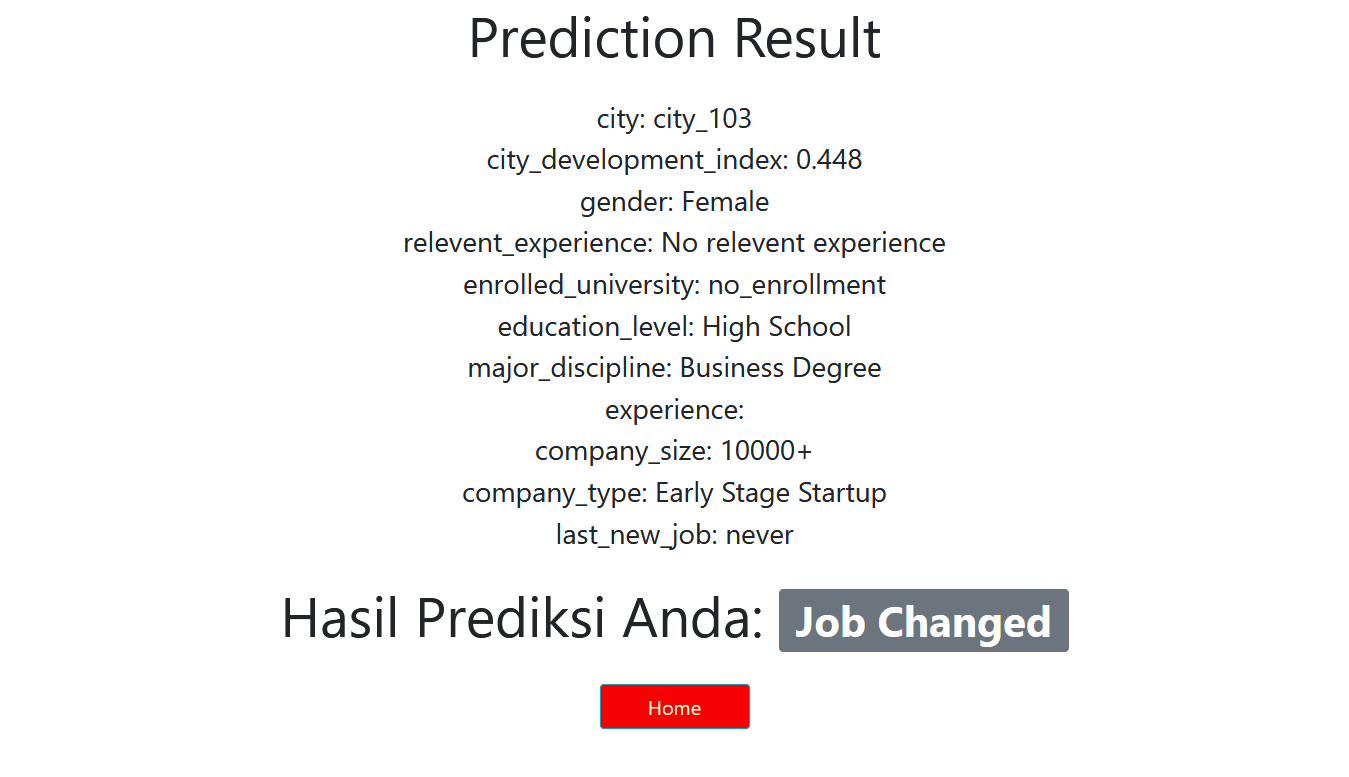 Prediction Result
city: city_103
city_development_index: 0.448
gender: Female
relevent_experience: No relevent experience
enrolled_university: no_enrollment
education_level: High School
major_discipline: Business Degree
experience:
company_size: 10000+
company_type: Early Stage Startup
last_new_job: never
Hasil Prediksi Anda: Job Changed
Home